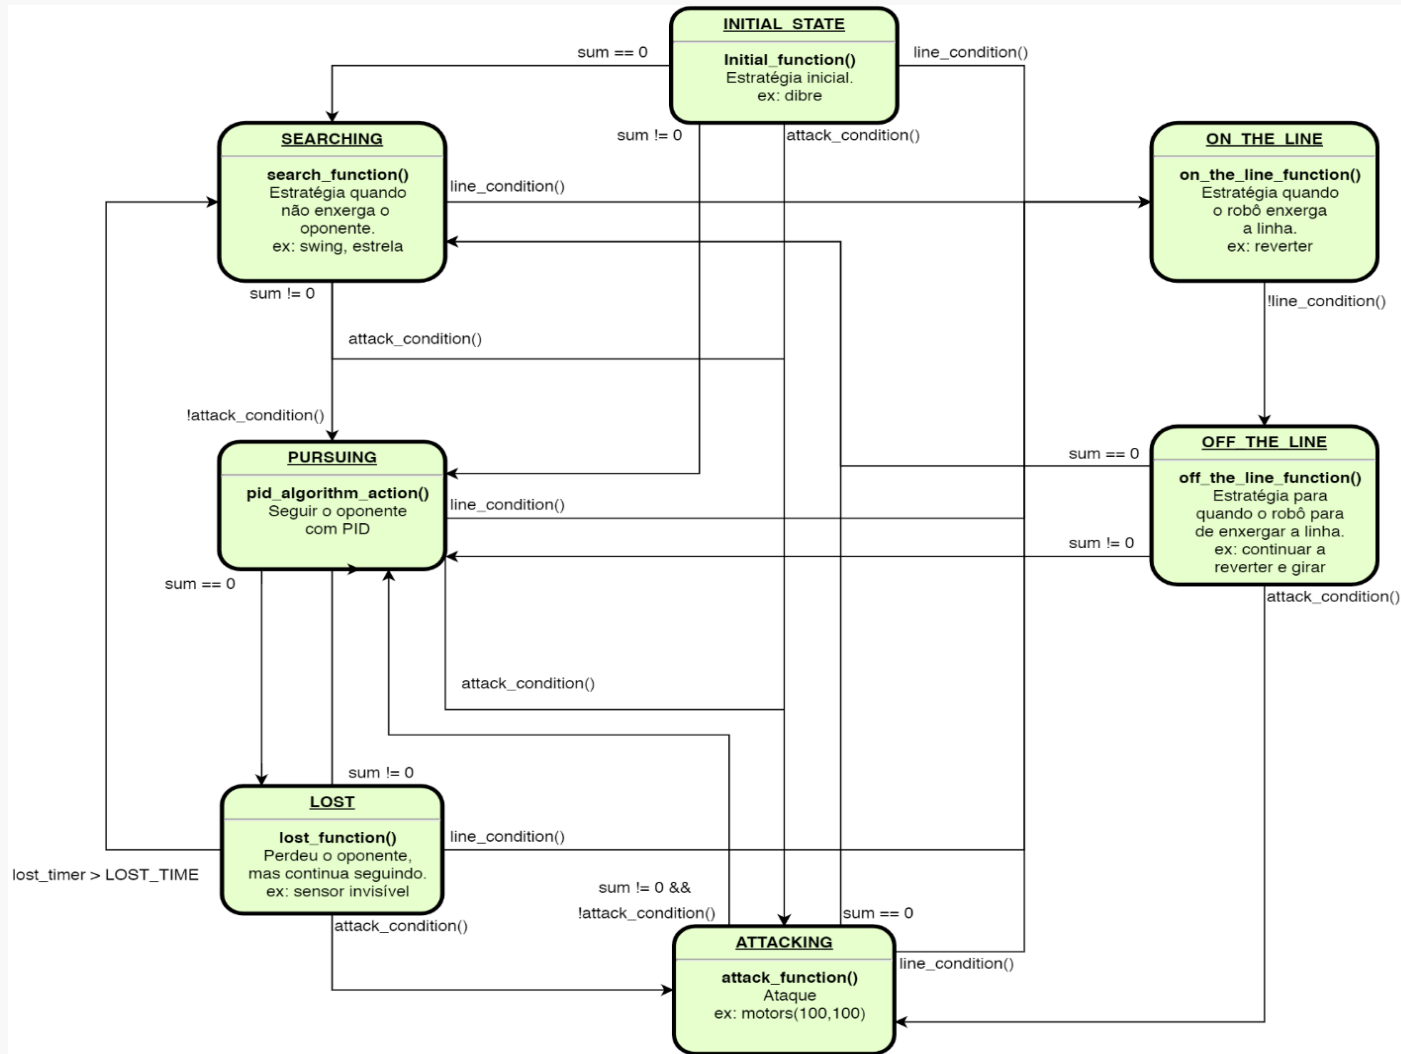 INITIAL_STATE
Initial_function()
Estratégia inicial.
ex: dibre
sum == 0
line_condition()
sum != 0
attack_condition()
SEARCHING
search_function()
Estratégia quando
não enxerga o
oponente.
ex: swing, estrela
line_condition()
sum != 0
attack_condition()
!attack_condition()
ON_THE_LINE
on_the_line_function()
Estratégia quando
o robô enxerga
a linha.
ex: reverter
!line_condition()
PURSUING
pid_algorithm_action()
Seguir o oponente
com PID
line_condition()
sum == 0
attack_condition()
OFF_THE_LINE
off_the_line_function()
Estratégia para
quando o robô para
de enxergar a linha.
ex: continuar a
reverter e girar
sum == 0
sum != 0
attack_condition()
sum != 0
LOST
lost_function()
Perdeu o oponente,
mas continua seguindo.
ex: sensor invisível
line_condition()
lost_timer > LOST_TIME
attack_condition()
sum != 0 &&
!attack_condition()
sum == 0
ATTACKING
attack_function()
Ataque
ex: motors(100,100)
line_condition()